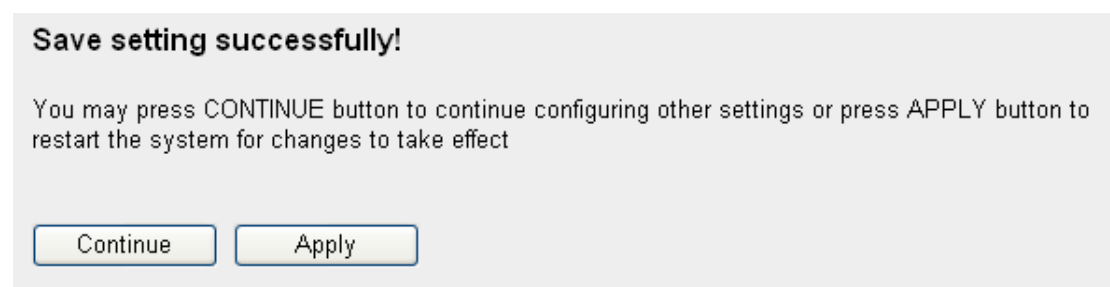 Save setting successfully!
You may press CONTINUE button to continue configuring other settings or press APPLY button to
restart the system for changes to take effect
Continue
Apply